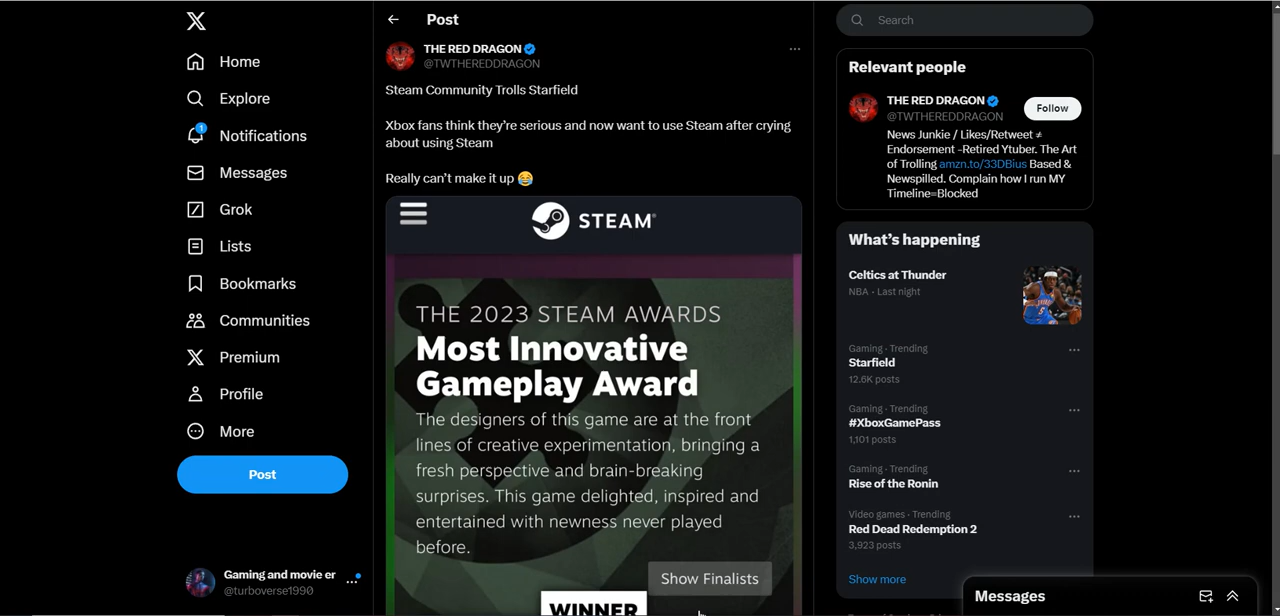 Home
Explore
1
Notifications
Messages
Grok
Lists
Bookmarks
Communities
Premium
Profile
More
Post
Gaming and movie er
@turboverse1990
Post
THE RED DRAGON
@TWTHEREDDRAGON
Steam Community Trolls Starfield
Xbox fans think they’re serious and now want to use Steam after crying
about using Steam
Really can’t make it up 😂
STEAM®
THE 2023 STEAM AWARDS
Most Innovative
Gameplay Award
The designers of this game are at the front
lines of creative experimentation, bringing a
fresh perspective and brain-breaking
surprises. This game delighted, inspired and
entertained with newness never played
before.
Show Finalists
WINNER
Search
Relevant people
THE RED DRAGON
@TWTHEREDDRAGON
Follow
News Junkie / Likes/Retweet ≠
Endorsement -Retired Ytuber. The Art
of Trolling amzn.to/33DBius Based &
Newspilled. Complain how I run MY
Timeline=Blocked
What’s happening
Celtics at Thunder
NBA · Last night
Gaming · Trending
Starfield
12.6K posts
Gaming · Trending
#XboxGamePass
1,101 posts
Gaming · Trending
Rise of the Ronin
Video games · Trending
Red Dead Redemption 2
3,923 posts
Show more
Messages